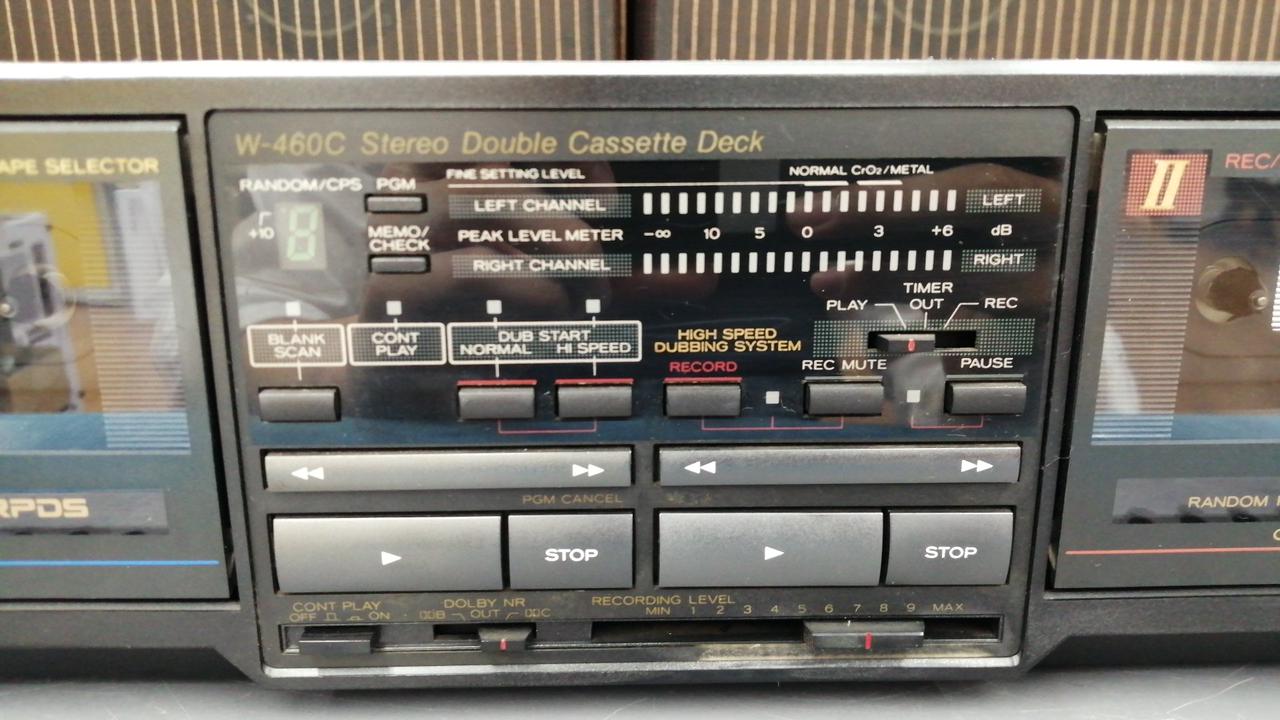 W-460C Stereo Double Cassette Deck
TAPE SELECTOR
RANDOM/CPS
PGM
FINE SETTING LEVEL
NORMAL CrO2/METAL
LEFT CHANNEL
LEFT
+10
8
MEMO/
CHECK
PEAK LEVEL METER
-∞ 10 5 0 3 +6 dB
RIGHT CHANNEL
RIGHT
II
REC/
TIMER
PLAY OUT REC
BLANK
SCAN
CONT
PLAY
DUB START
NORMAL HI SPEED
HIGH SPEED
DUBBING SYSTEM
RECORD
REC MUTE
PAUSE
◀◀ ▶▶
◀◀ ▶▶
PGM CANCEL
RPDS
RANDOM
▶ STOP
▶ STOP
CONT PLAY
OFF ON
DOLBY NR
B OUT C
RECORDING LEVEL
MIN 1 2 3 4 5 6 7 8 9 MAX